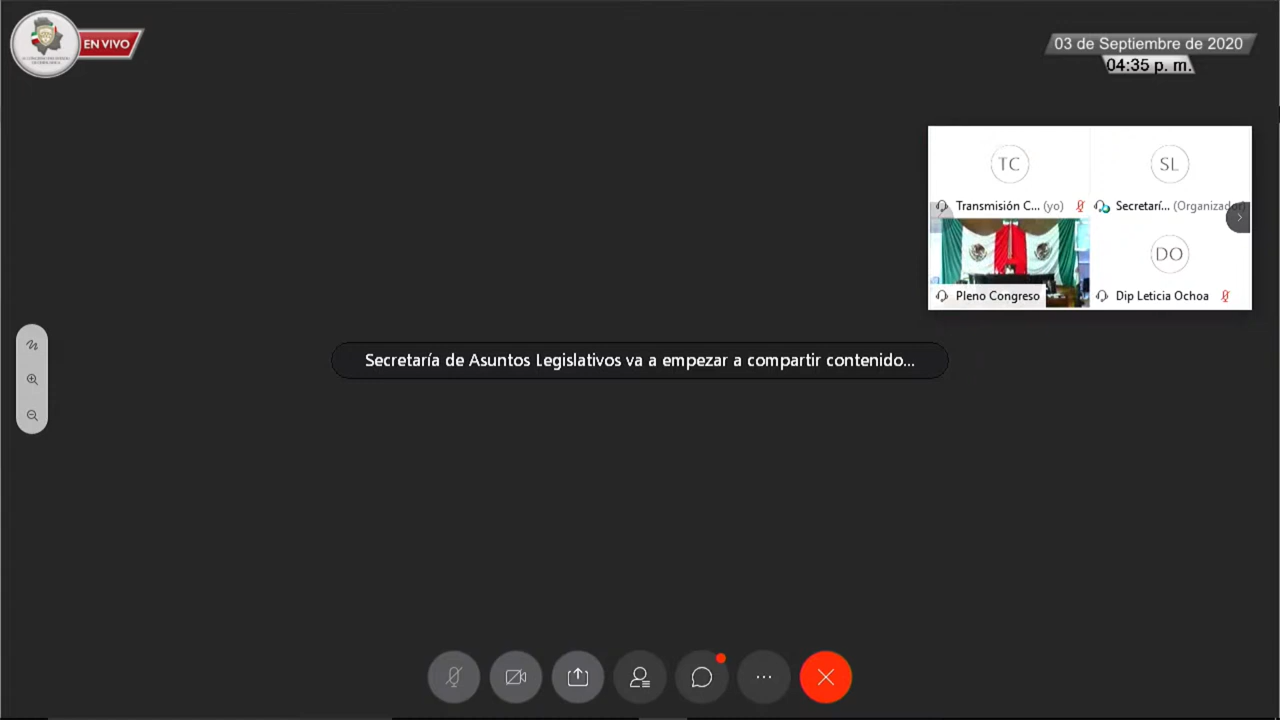 EN VIVO
03 de Septiembre de 2020
04:35 p. m.
TC
SL
Transmisión C... (yo)
Secretarí... (Organizador)
DO
Pleno Congreso
Dip Leticia Ochoa
Secretaría de Asuntos Legislativos va a empezar a compartir contenido...